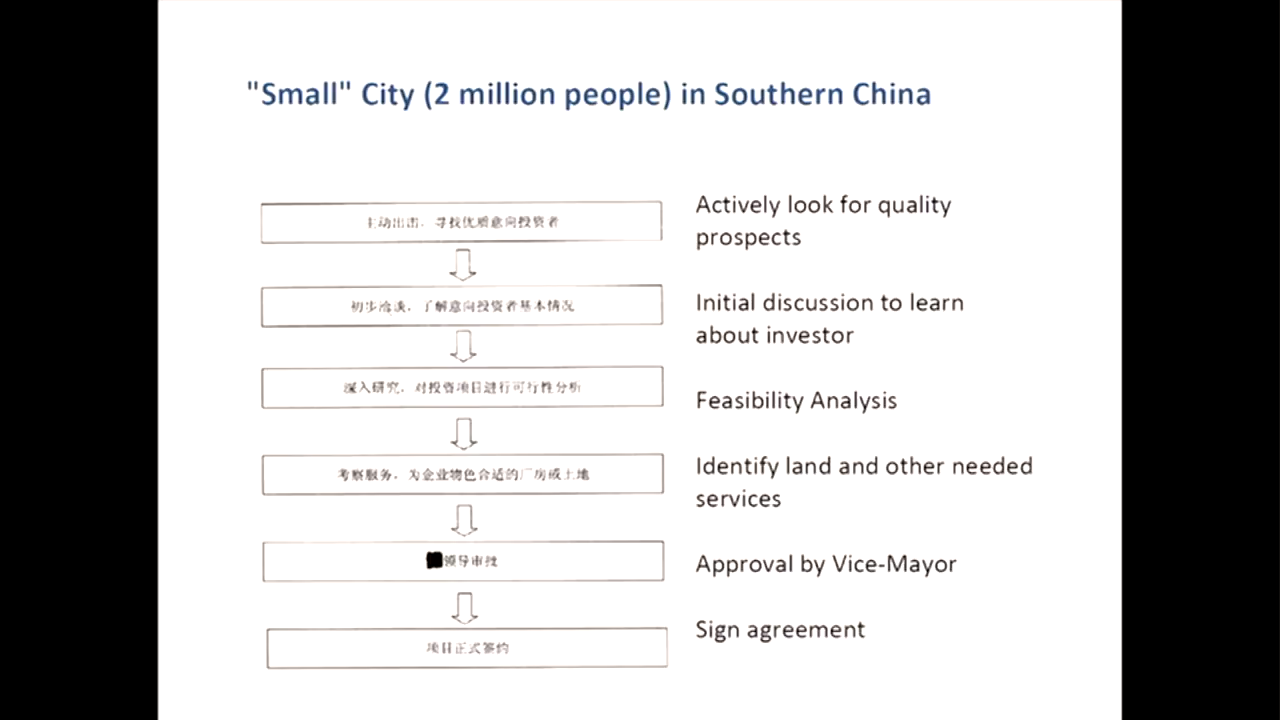 "Small" City (2 million people) in Southern China
主动出击，寻找优质意向投资者
Actively look for quality
prospects
初步洽谈，了解意向投资者基本情况
Initial discussion to learn
about investor
深入研究，对投资项目进行可行性分析
Feasibility Analysis
考察服务，为企业物色合适的厂房或土地
Identify land and other needed
services
领导审批
Approval by Vice-Mayor
项目正式签约
Sign agreement